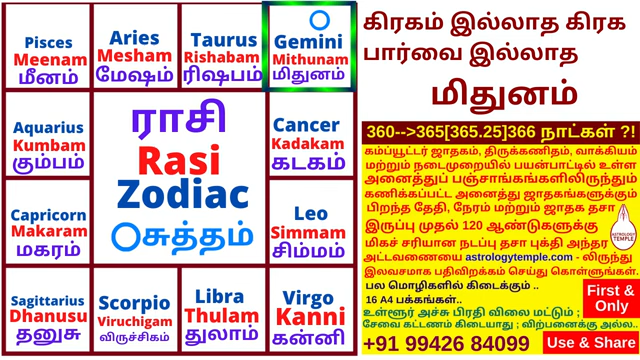 Pisces
Meenam
மீனம்
Aries
Mesham
மேஷம்
Taurus
Rishabam
ரிஷபம்
Gemini
Mithunam
மிதுனம்
Aquarius
Kumbam
கும்பம்
ராசி
Rasi
Zodiac
சுத்தம்
Cancer
Kadakam
கடகம்
Capricorn
Makaram
மகரம்
Leo
Simmam
சிம்மம்
Sagittarius
Dhanusu
தனுசு
Scorpio
Viruchigam
விருச்சிகம்
Libra
Thulam
துலாம்
Virgo
Kanni
கன்னி
கிரகம் இல்லாத கிரக
பார்வை இல்லாத
மிதுனம்
360-->365[365.25]366 நாட்கள் ?!
கம்ப்யூட்டர் ஜாதகம், திருக்கணிதம், வாக்கியம்
மற்றும் நடைமுறையில் பயன்பாட்டில் உள்ள
அனைத்துப் பஞ்சாங்கங்களிலிருந்தும்
கணிக்கப்பட்ட அனைத்து ஜாதகங்களுக்கும்
பிறந்த தேதி, நேரம் மற்றும் ஜாதக தசா
இருப்பு முதல் 120 ஆண்டுகளுக்கு
மிகச் சரியான நடப்பு தசா புக்தி அந்தர
அட்டவணையை astrologytemple.com - லிருந்து
இலவசமாக பதிவிறக்கம் செய்து கொள்ளுங்கள்.
ASTROLOGY
TEMPLE
பல மொழிகளில் கிடைக்கும் ..
16 A4 பக்கங்கள்..
உள்ளூர் அச்சு பிரதி விலை மட்டும் ;
சேவை கட்டணம் கிடையாது ; விற்பனைக்கு அல்ல..
First &
Only
+91 99426 84099
Use & Share